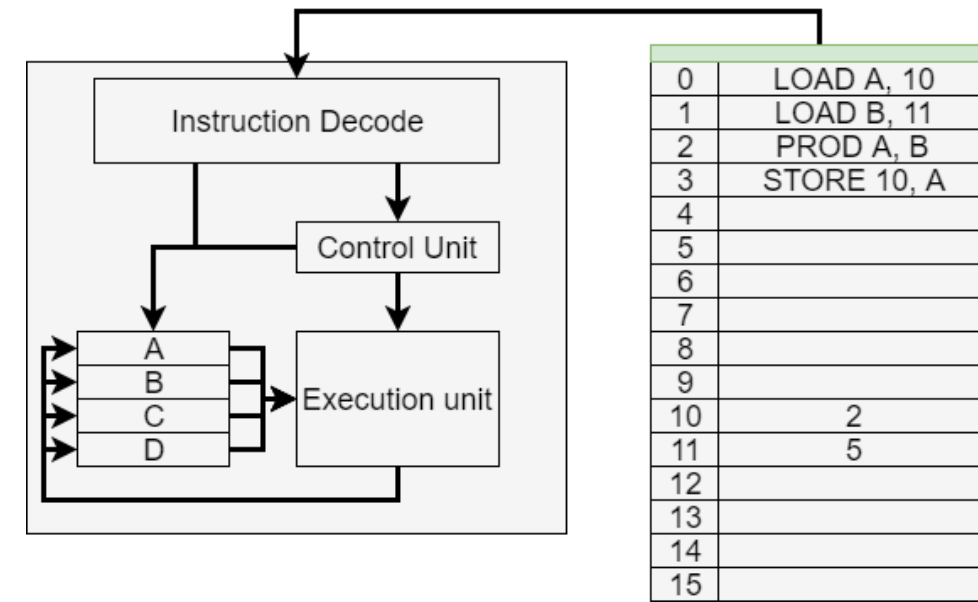 Instruction Decode
Control Unit
A
B
C
D
Execution unit
0 LOAD A, 10
1 LOAD B, 11
2 PROD A, B
3 STORE 10, A
4
5
6
7
8
9
10 2
11 5
12
13
14
15